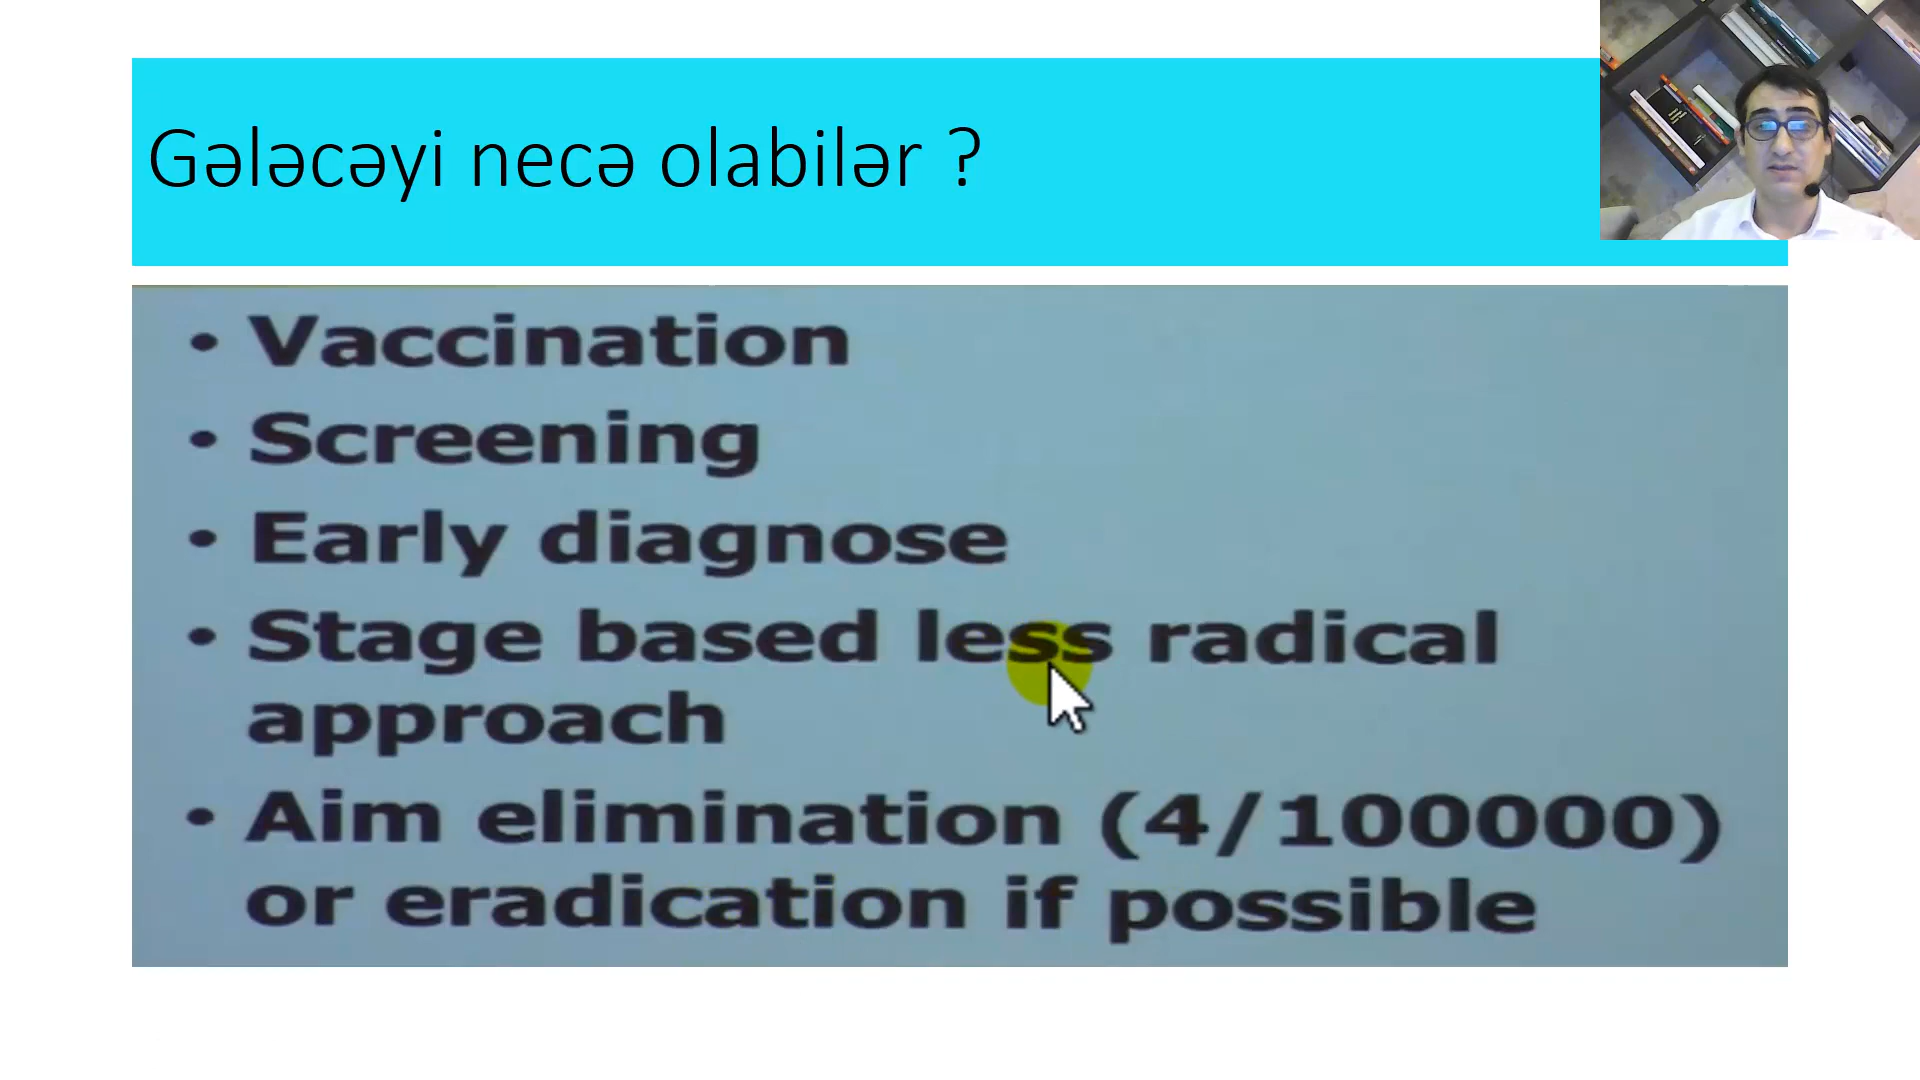 Gələcəyi necə olabilər ?
• Vaccination
• Screening
• Early diagnose
• Stage based less radical
approach
• Aim elimination (4/100000)
or eradication if possible